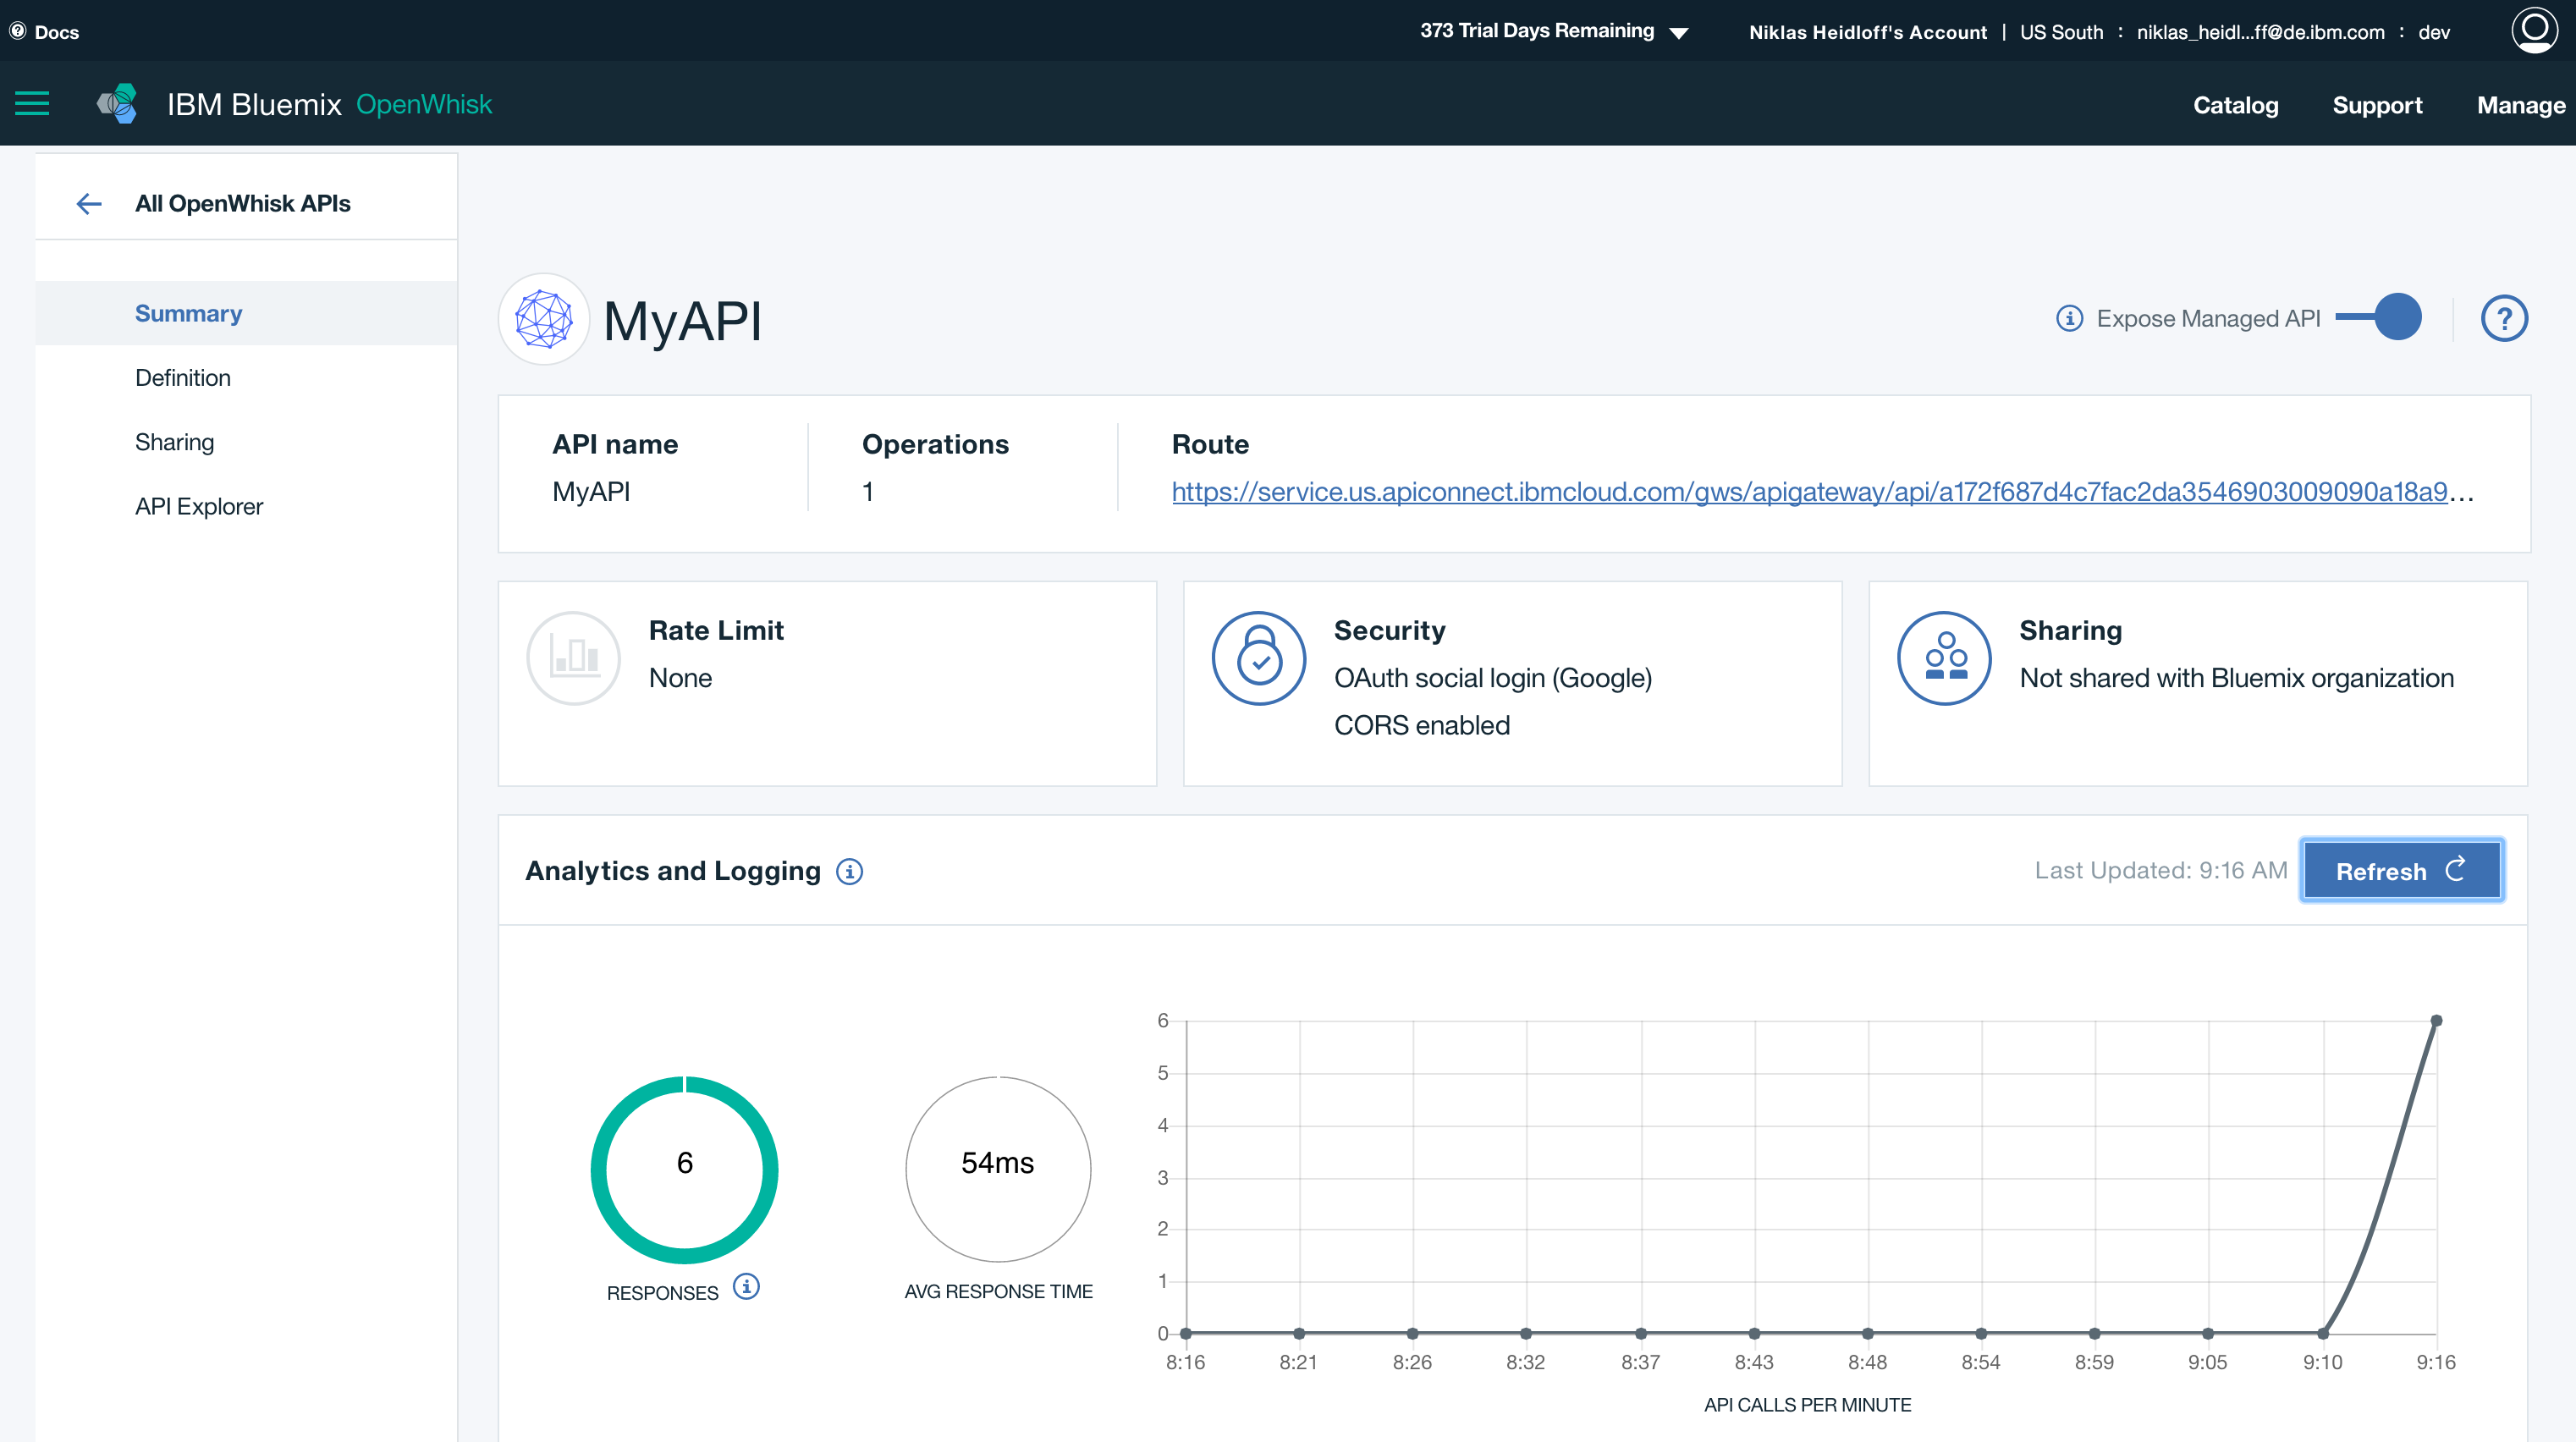 Docs
373 Trial Days Remaining
Niklas Heidloff's Account | US South : niklas_heidl...ff@de.ibm.com : dev
IBM Bluemix OpenWhisk
Catalog Support Manage
All OpenWhisk APIs
Summary
Definition
Sharing
API Explorer
MyAPI
Expose Managed API
?
API name
MyAPI
Operations
1
Route
https://service.us.apiconnect.ibmcloud.com/gws/apigateway/api/a172f687d4c7fac2da3546903009090a18a9...
Rate Limit
None
Security
OAuth social login (Google)
CORS enabled
Sharing
Not shared with Bluemix organization
Analytics and Logging
Last Updated: 9:16 AM
Refresh
6
RESPONSES
54ms
AVG RESPONSE TIME
6
5
4
3
2
1
0
8:16 8:21 8:26 8:32 8:37 8:43 8:48 8:54 8:59 9:05 9:10 9:16
API CALLS PER MINUTE